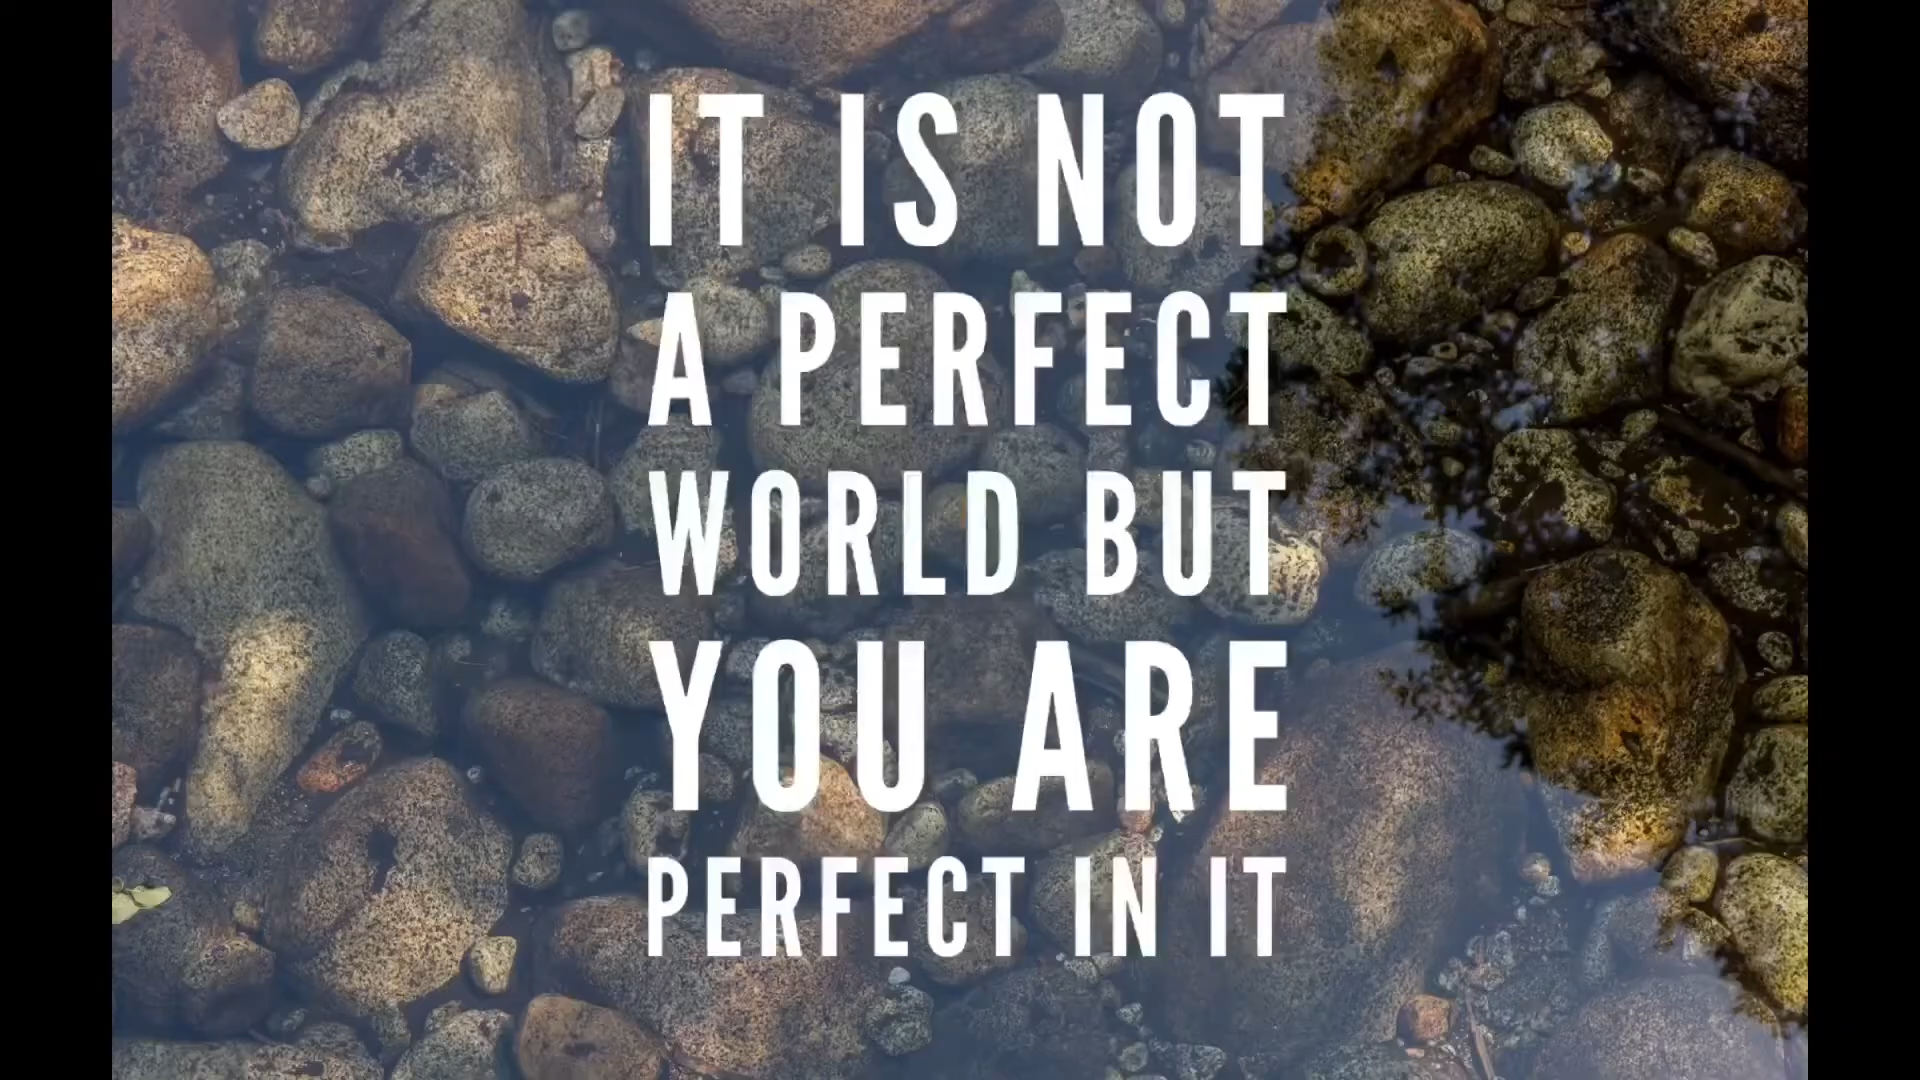 IT IS NOT
A PERFECT
WORLD BUT
YOU ARE
PERFECT IN IT